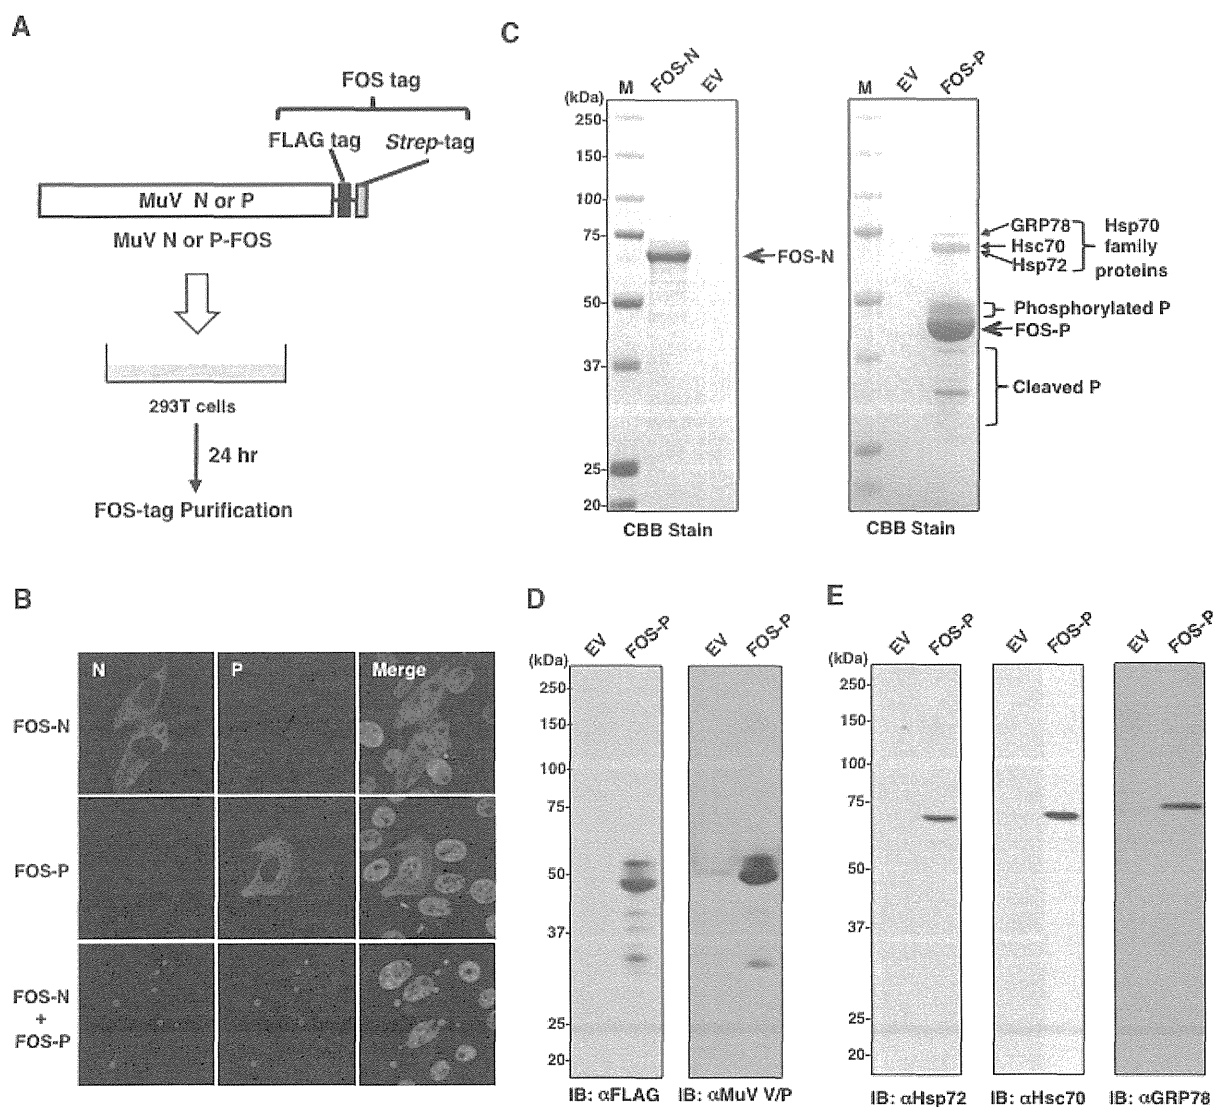 A
FOS tag
FLAG tag
Strep-tag
MuV N or P
MuV N or P-FOS
293T cells
24 hr
FOS-tag Purification
C
(kDa)
M
FOS-N
EV
250-
150-
100-
75-
50-
37-
25-
20-
FOS-N
CBB Stain
M
EV
FOS-P
GRP78
Hsc70
Hsp72
Hsp70
family
proteins
Phosphorylated P
FOS-P
Cleaved P
CBB Stain
B
N
P
Merge
FOS-N
FOS-P
FOS-N
+
FOS-P
D
(kDa)
EV
FOS-P
EV
FOS-P
250-
150-
100-
75-
50-
37-
25-
20-
IB: αFLAG
IB: αMuV V/P
E
(kDa)
EV
FOS-P
EV
FOS-P
EV
FOS-P
250-
150-
100-
75-
50-
37-
25-
20-
IB: αHsp72
IB: αHsc70
IB: αGRP78